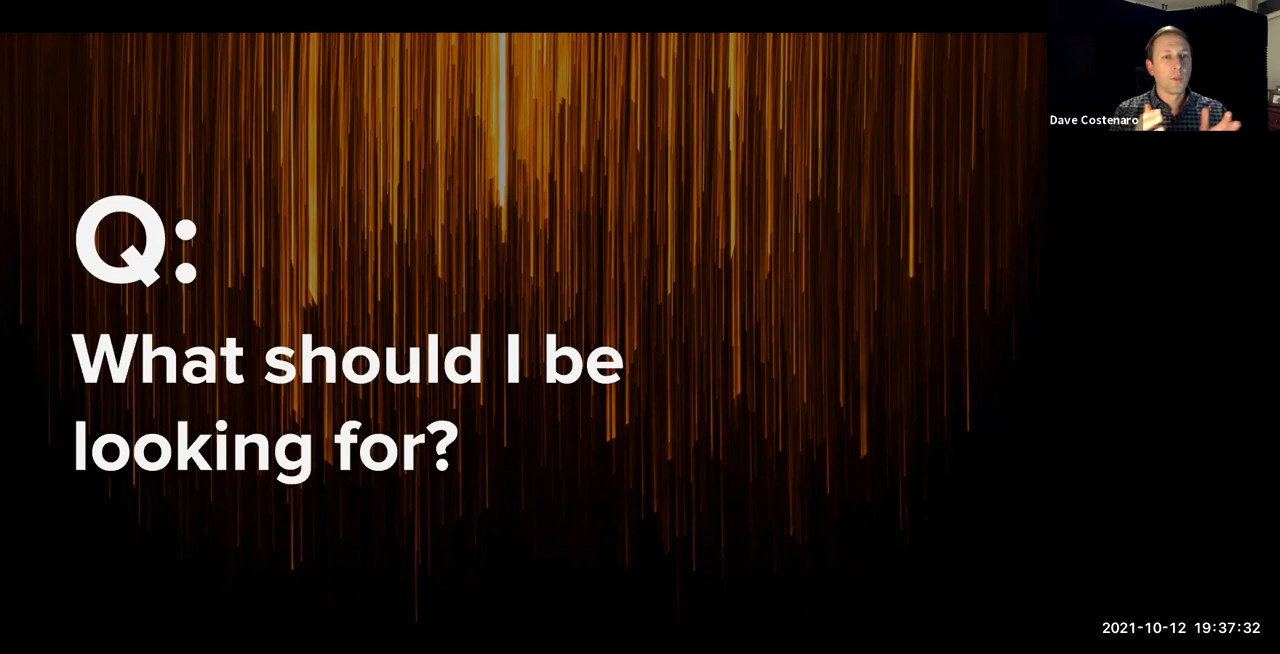 Dave Costenaro
Q:
What should I be
looking for?
2021-10-12 19:37:32